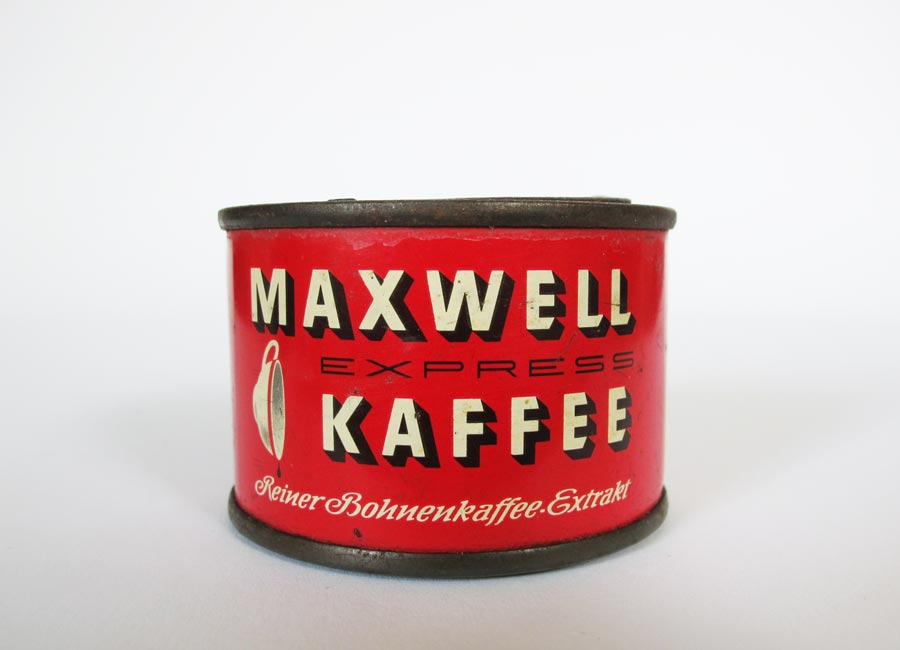 MAXWELL
EXPRESS
KAFFEE
Reiner Bohnenkaffee-Extrakt